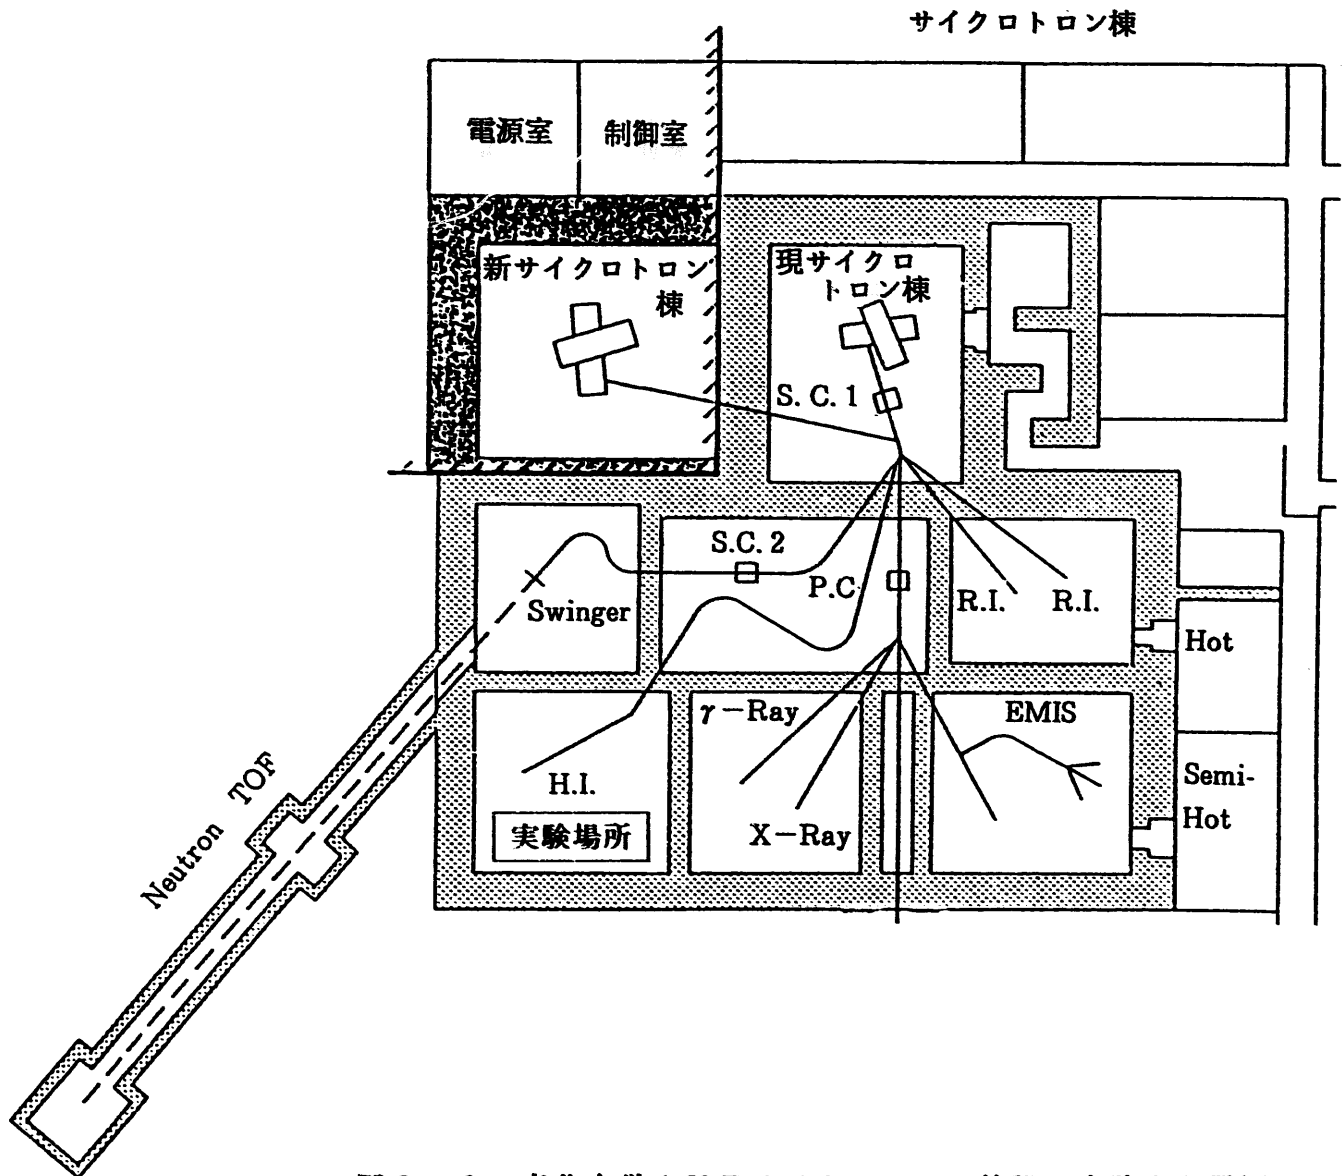 サイクロトロン棟
電源室
制御室
新サイクロトロン
棟
現サイクロ
トロン棟
S. C. 1
S.C. 2
P.C
Swinger
R.I.
R.I.
Hot
γ－Ray
EMIS
H.I.
実験場所
X－Ray
Semi-
Hot
Neutron TOF